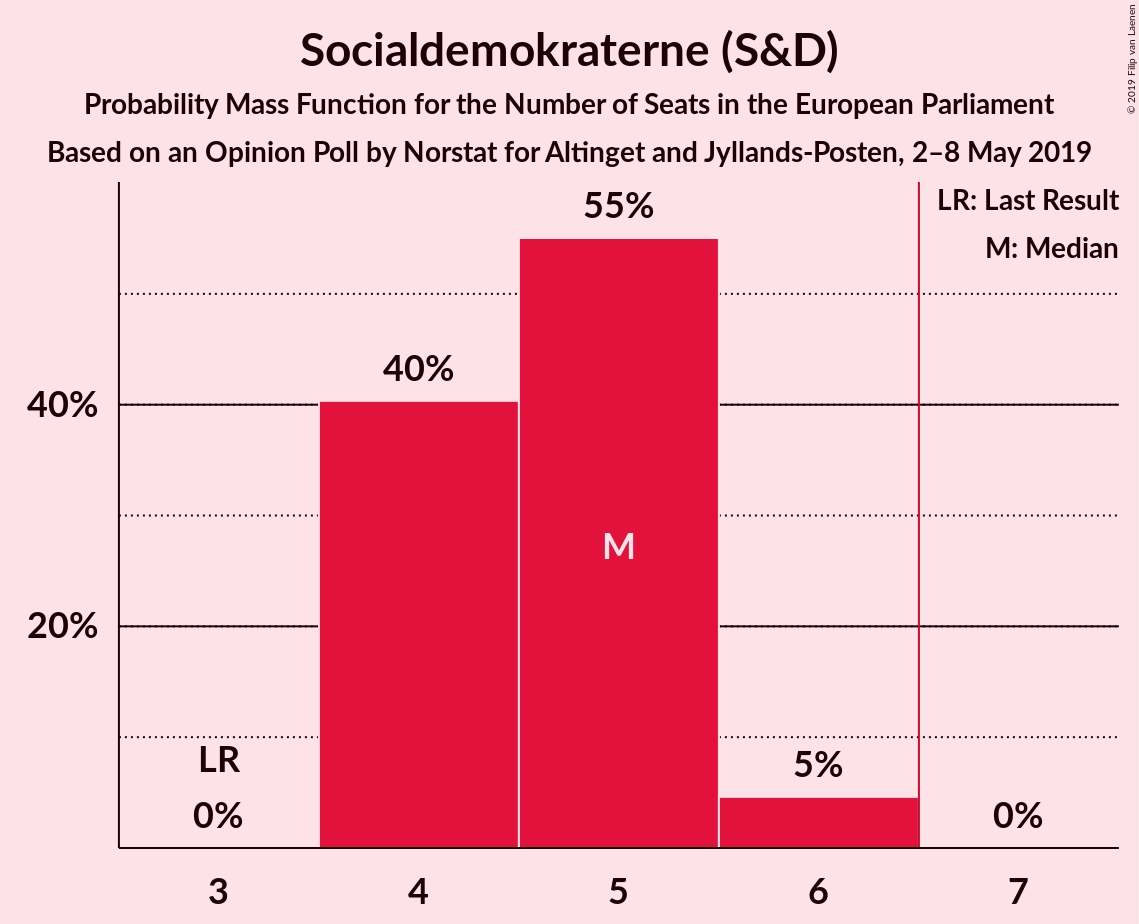 Socialdemokraterne (S&D)
Probability Mass Function for the Number of Seats in the European Parliament
Based on an Opinion Poll by Norstat for Altinget and Jyllands-Posten, 2–8 May 2019
© 2019 Filip van Laenen
LR: Last Result
M: Median
55%
40%
40%
M
20%
LR
5%
0%
0%
3 4 5 6 7